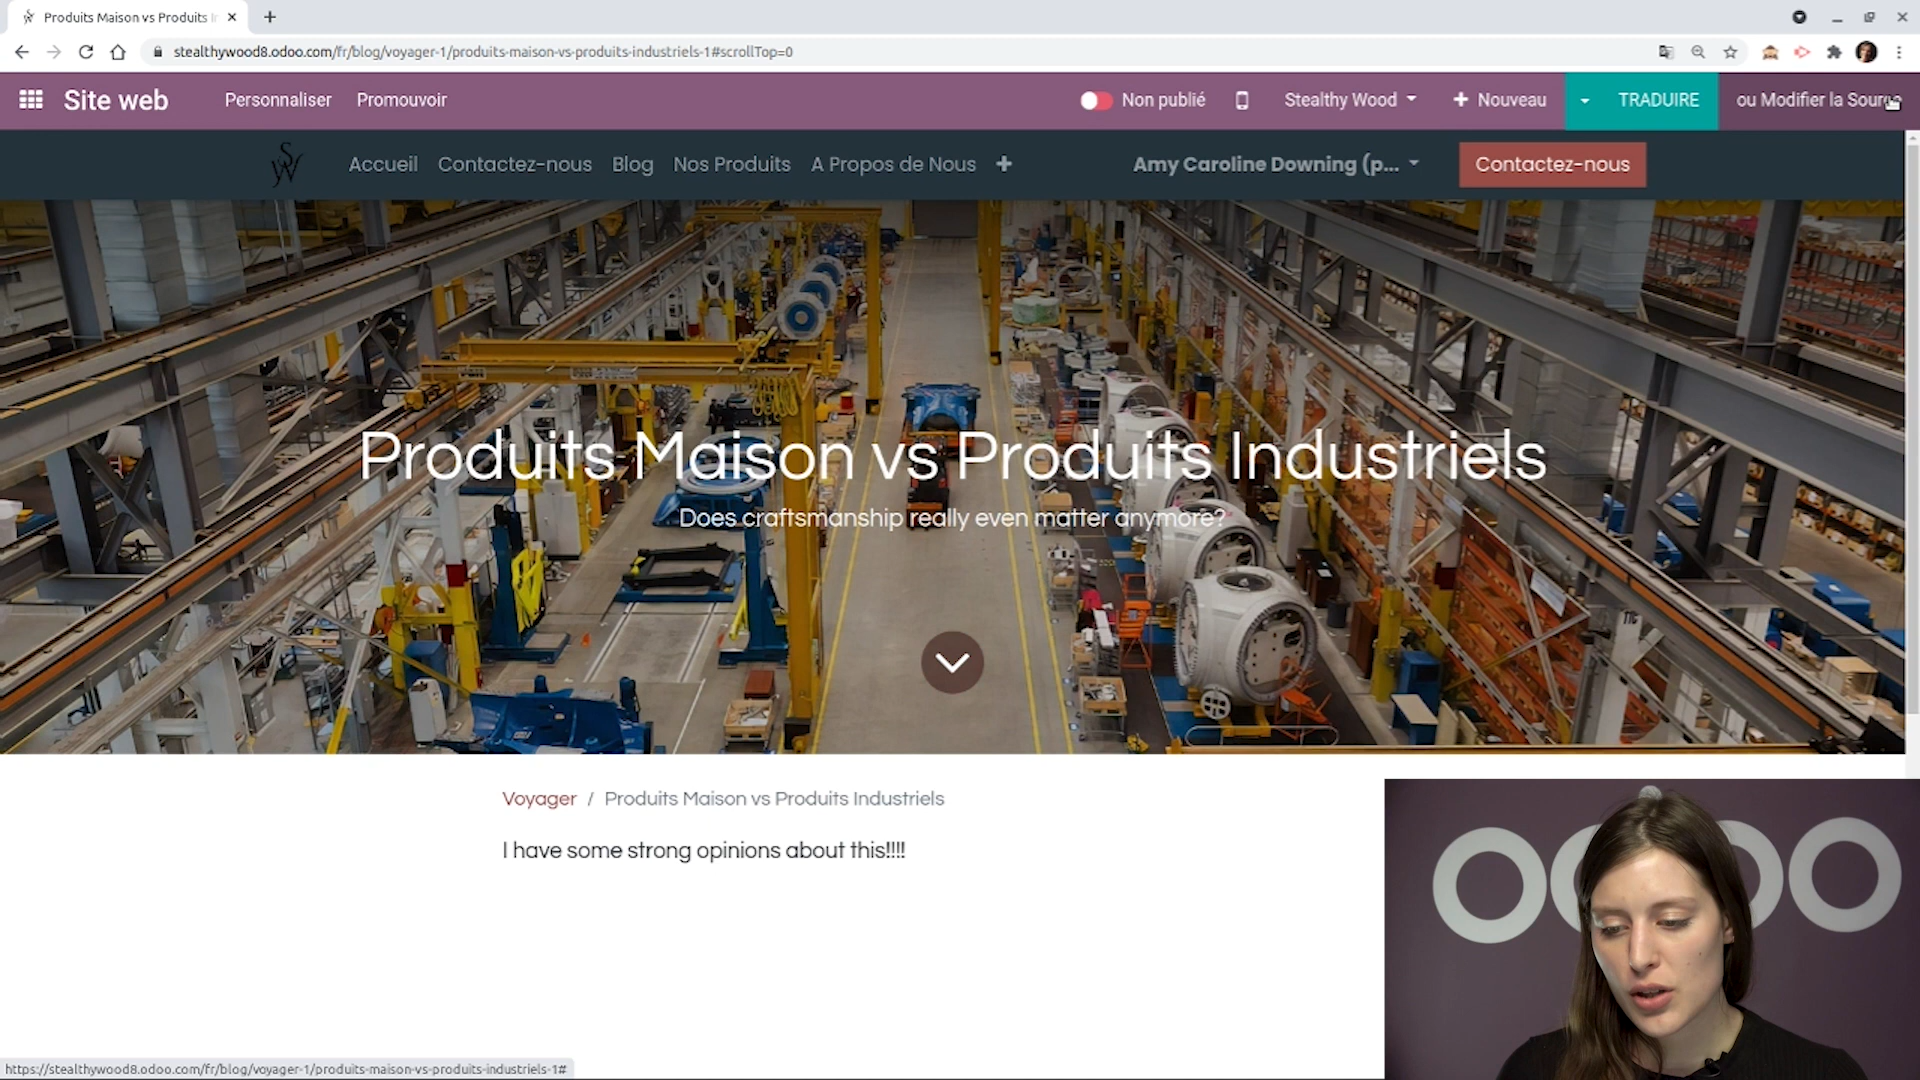 Produits Maison vs Produits In
stealthywood8.odoo.com/fr/blog/voyager-1/produits-maison-vs-produits-industriels-1#scrollTop=0
Site web
Personnaliser
Promouvoir
Non publié
Stealthy Wood
Nouveau
TRADUIRE
ou Modifier la Source
SW
Accueil
Contactez-nous
Blog
Nos Produits
A Propos de Nous
Amy Caroline Downing (p...
Contactez-nous
Produits Maison vs Produits Industriels
Does craftsmanship really even matter anymore?
Voyager / Produits Maison vs Produits Industriels
I have some strong opinions about this!!!!
odoo
https://stealthywood8.odoo.com/fr/blog/voyager-1/produits-maison-vs-produits-industriels-1#